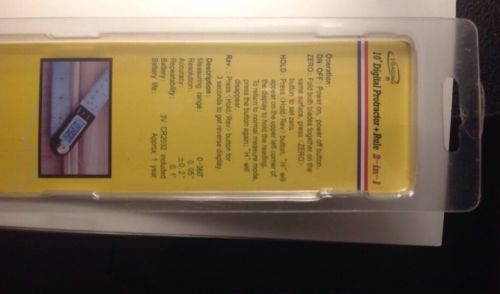 10" Digital Protractor + Rule 2-in-1
Operation
ON OFF: Power on, power off button
ZERO: Fold both blades together on the
same surface, press <ZERO>
button to set zero.
HOLD: Press <Hold Rev> button, "H" will
appear on the upper left corner of
the display to hold the reading.
To return to normal measure mode,
press the button again; "H" will
disappear.
Rev.: Press <Hold Rev> button for
3 seconds to get reverse display.
Description
Measuring range: 0-360°
Resolution: 0.05°
Accuracy: ±0.2°
Repeatability: 0.1°
Battery: 3V CR2032 included
Battery life: Approx 1 year